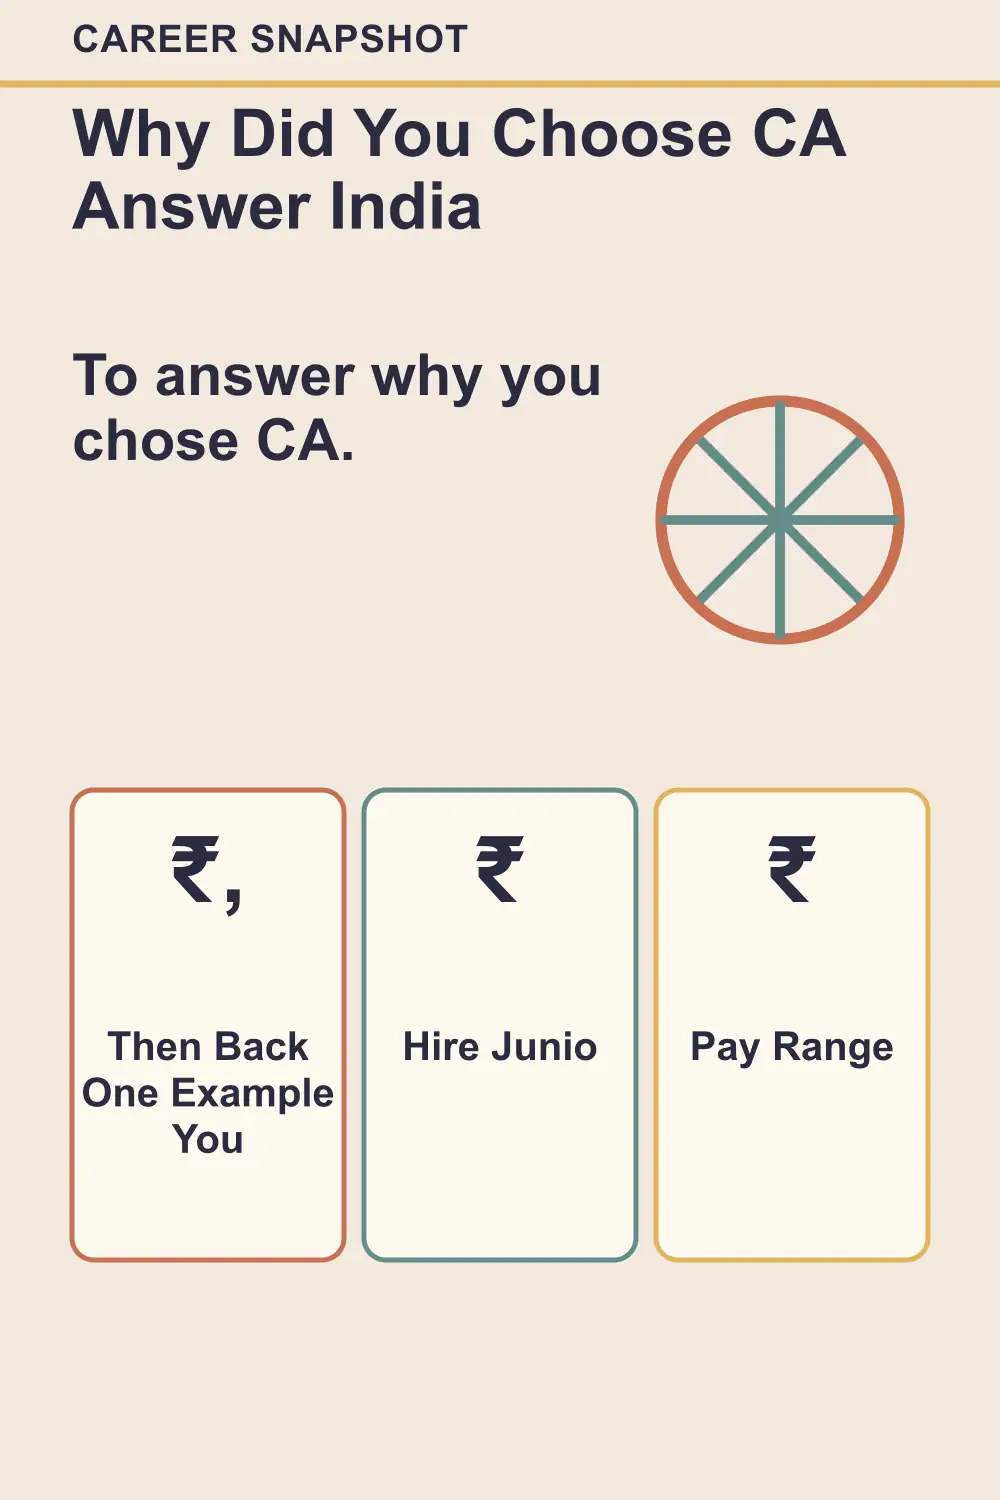 CAREER SNAPSHOT
Why Did You Choose CA
Answer India
To answer why you
chose CA.
₹,
Then Back
One Example
You
₹
Hire Junio
₹
Pay Range